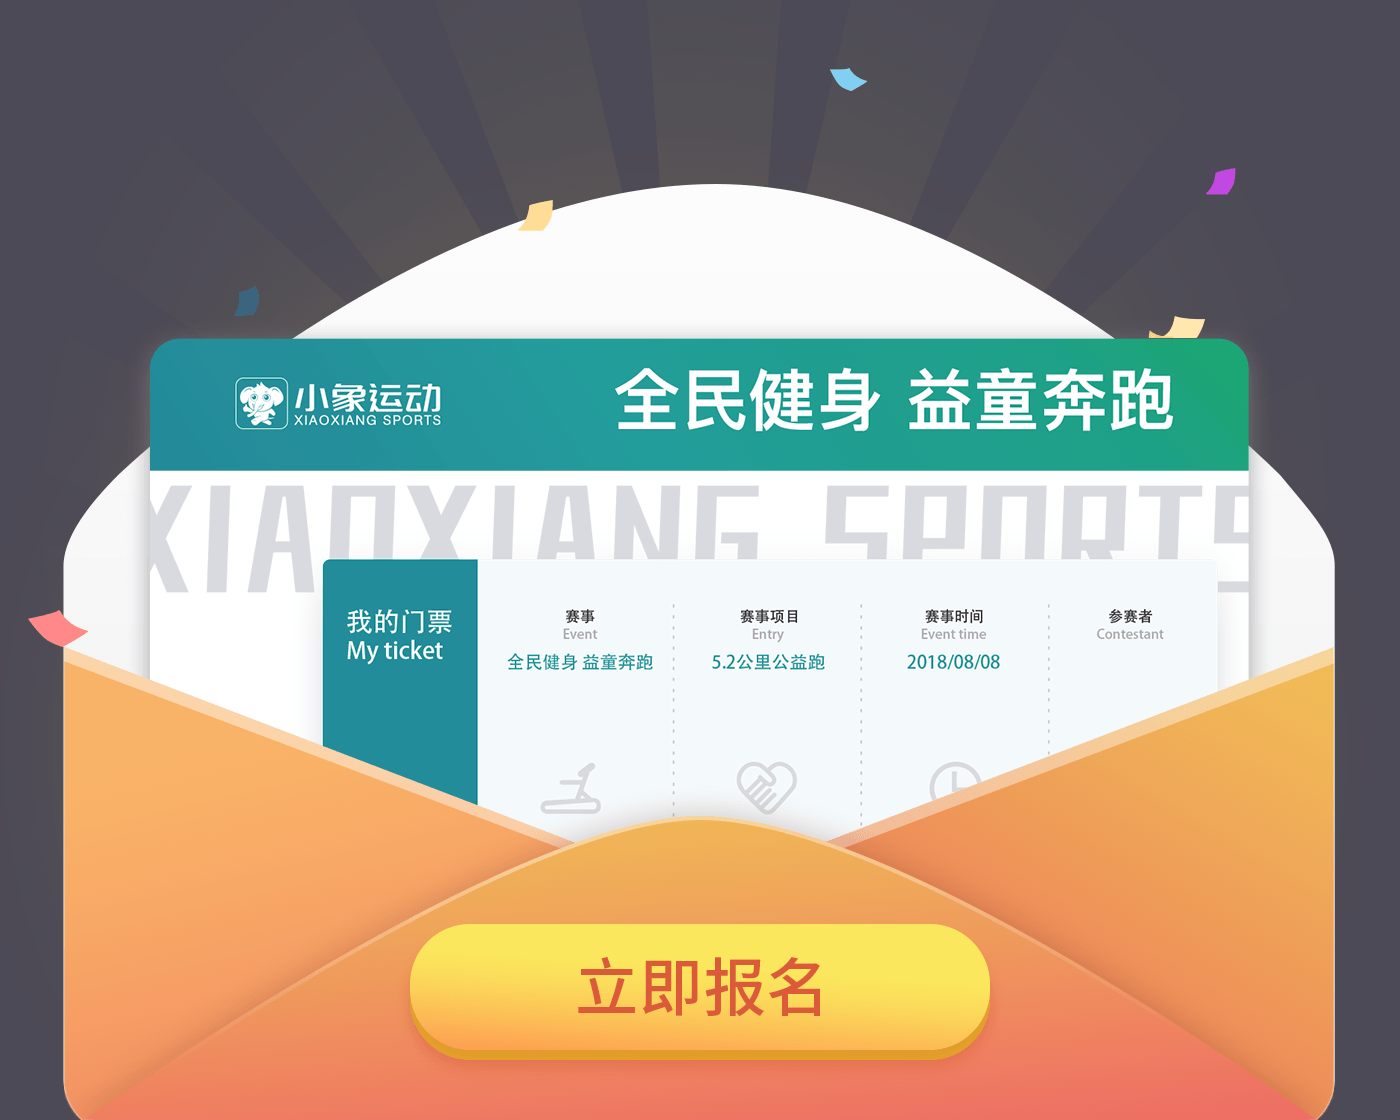 小象运动
XIAOXIANG SPORTS
全民健身 益童奔跑
XIAOXIANG SPORTS
我的门票
My ticket
赛事
Event
全民健身 益童奔跑
赛事项目
Entry
5.2公里公益跑
赛事时间
Event time
2018/08/08
参赛者
Contestant
立即报名